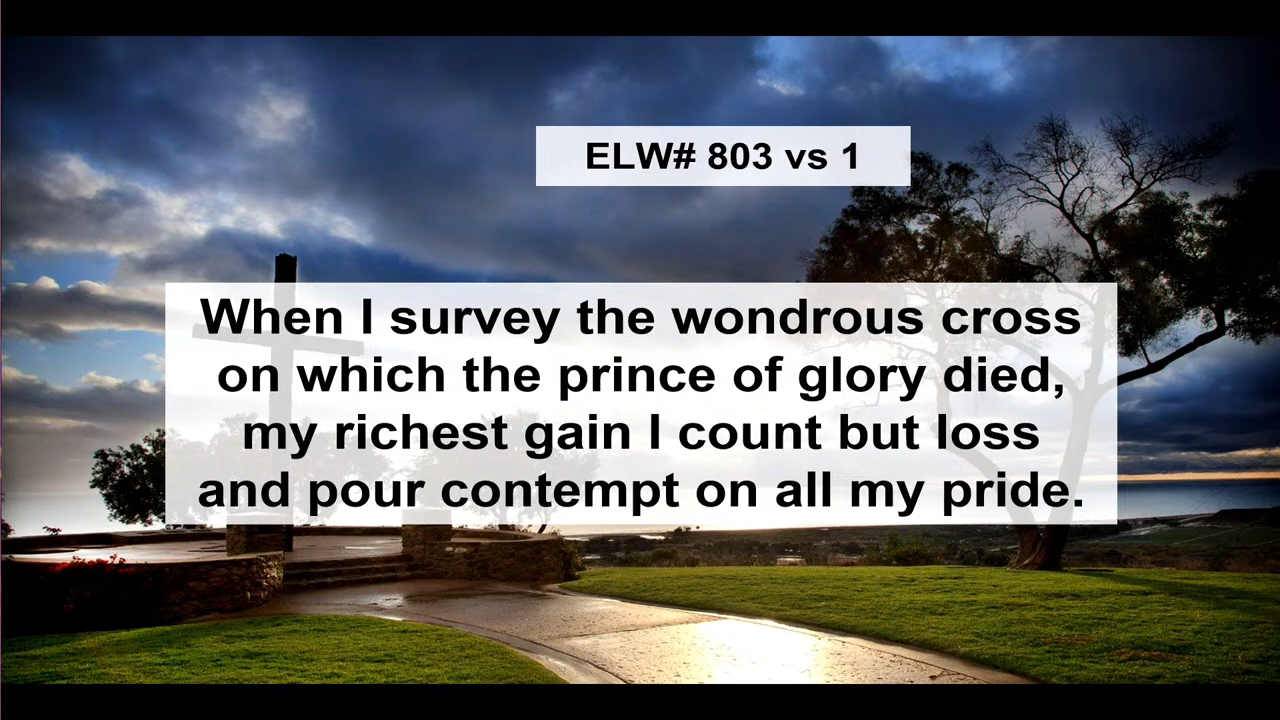 ELW# 803 vs 1
When I survey the wondrous cross
on which the prince of glory died,
my richest gain I count but loss
and pour contempt on all my pride.